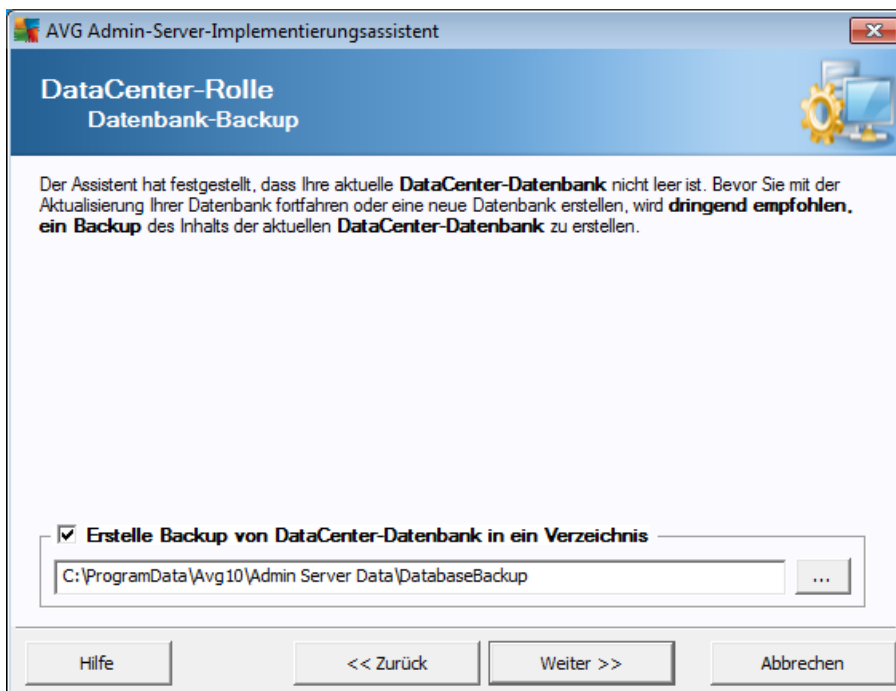 AVG Admin-Server-Implementierungsassistent
DataCenter-Rolle
Datenbank-Backup
Der Assistent hat festgestellt, dass Ihre aktuelle DataCenter-Datenbank nicht leer ist. Bevor Sie mit der
Aktualisierung Ihrer Datenbank fortfahren oder eine neue Datenbank erstellen, wird dringend empfohlen,
ein Backup des Inhalts der aktuellen DataCenter-Datenbank zu erstellen.
Erstelle Backup von DataCenter-Datenbank in ein Verzeichnis
C:\ProgramData\Avg10\Admin Server Data\DatabaseBackup
...
Hilfe
<< Zurück
Weiter >>
Abbrechen